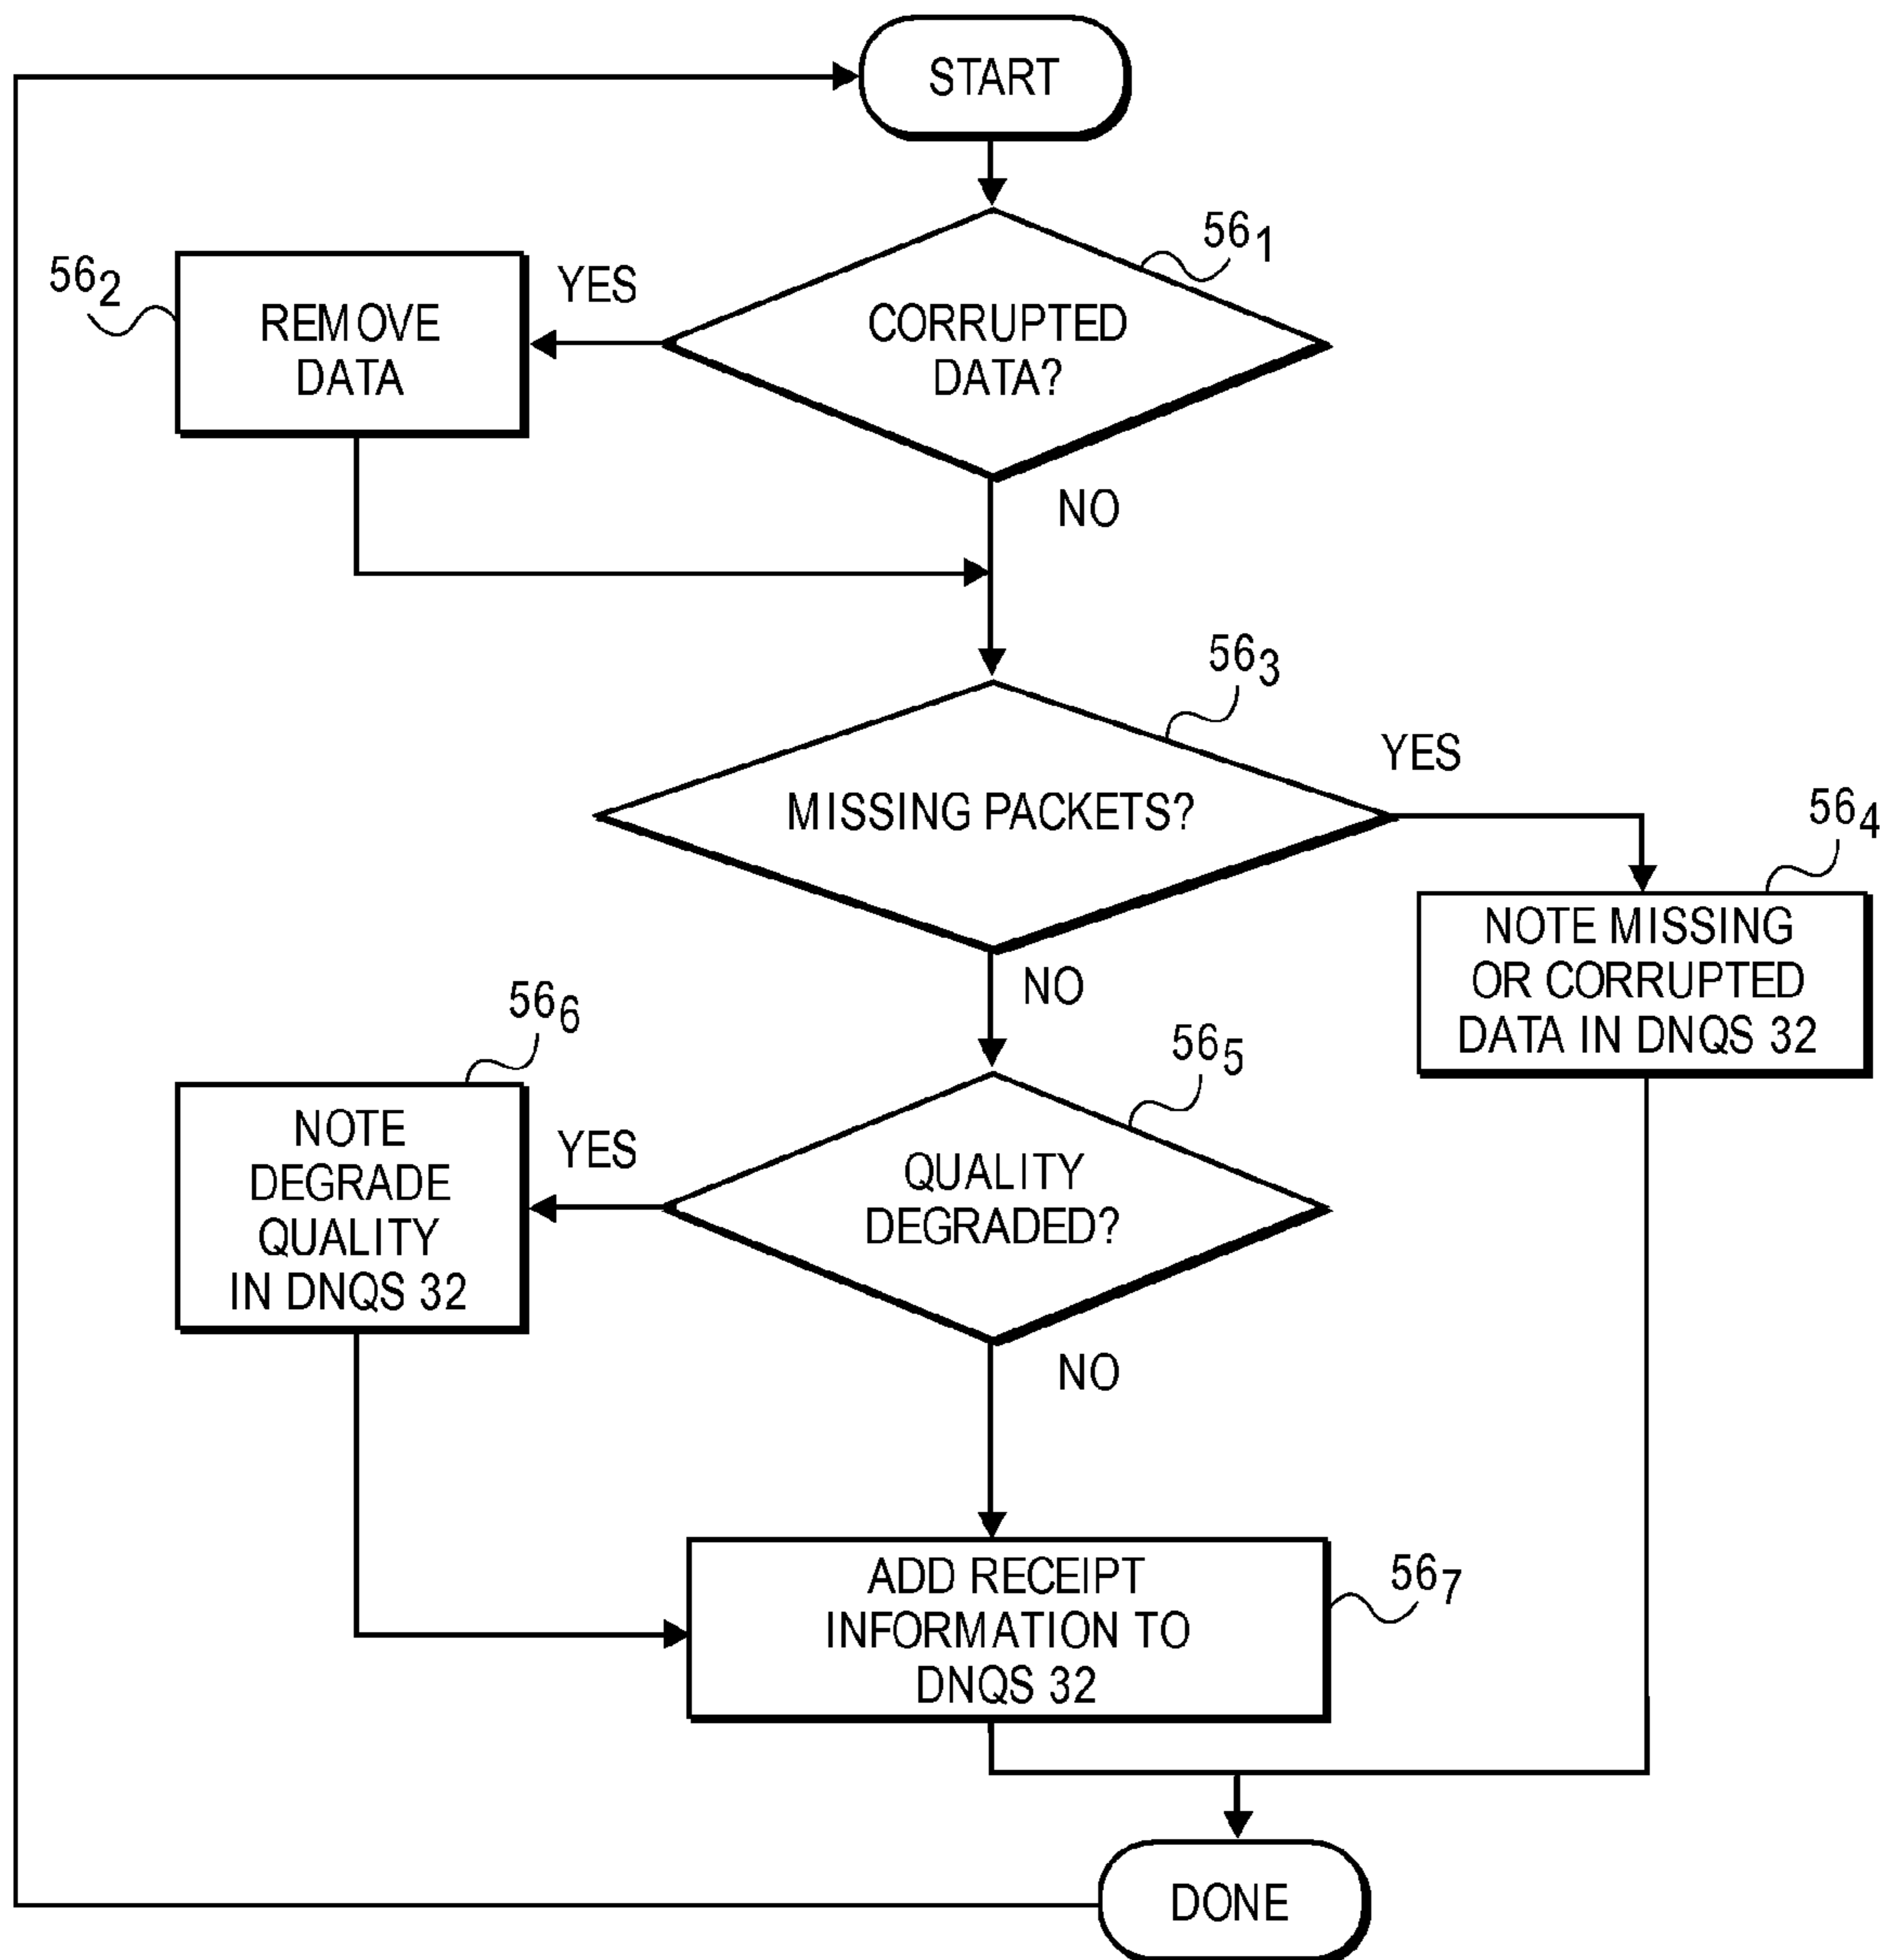 START
56₁
CORRUPTED
DATA?
YES
56₂
REMOVE
DATA
NO
56₃
MISSING PACKETS?
YES
56₄
NOTE MISSING
OR CORRUPTED
DATA IN DNQS 32
NO
56₅
QUALITY
DEGRADED?
YES
56₆
NOTE
DEGRADE
QUALITY
IN DNQS 32
NO
ADD RECEIPT
INFORMATION TO
DNQS 32
56₇
DONE